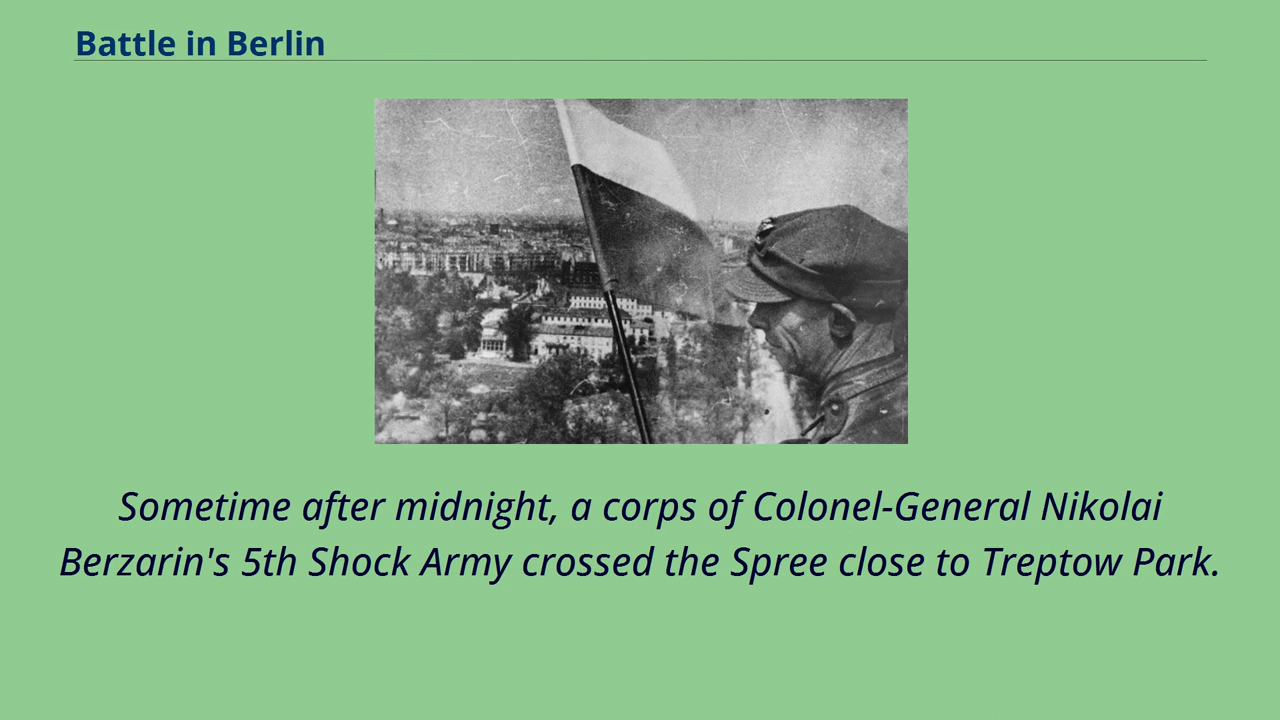 Battle in Berlin
Sometime after midnight, a corps of Colonel-General Nikolai
Berzarin's 5th Shock Army crossed the Spree close to Treptow Park.